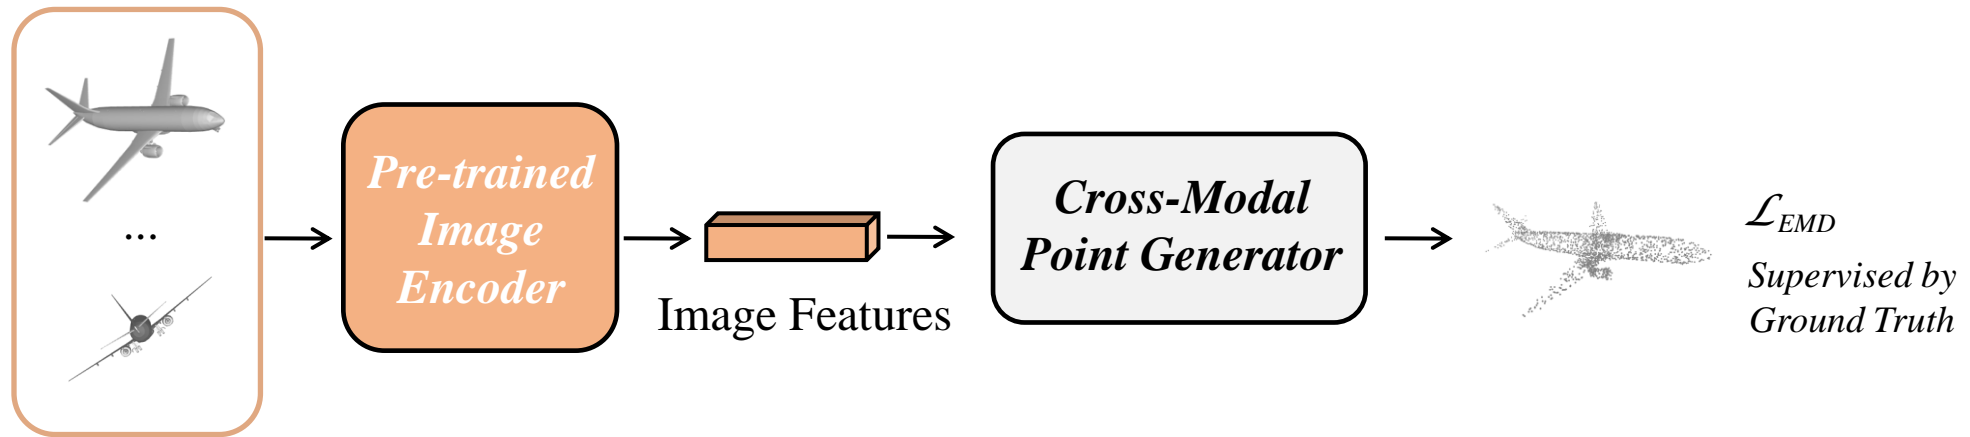 ...
Pre-trained
Image
Encoder
Image Features
Cross-Modal
Point Generator
ℒEMD
Supervised by
Ground Truth